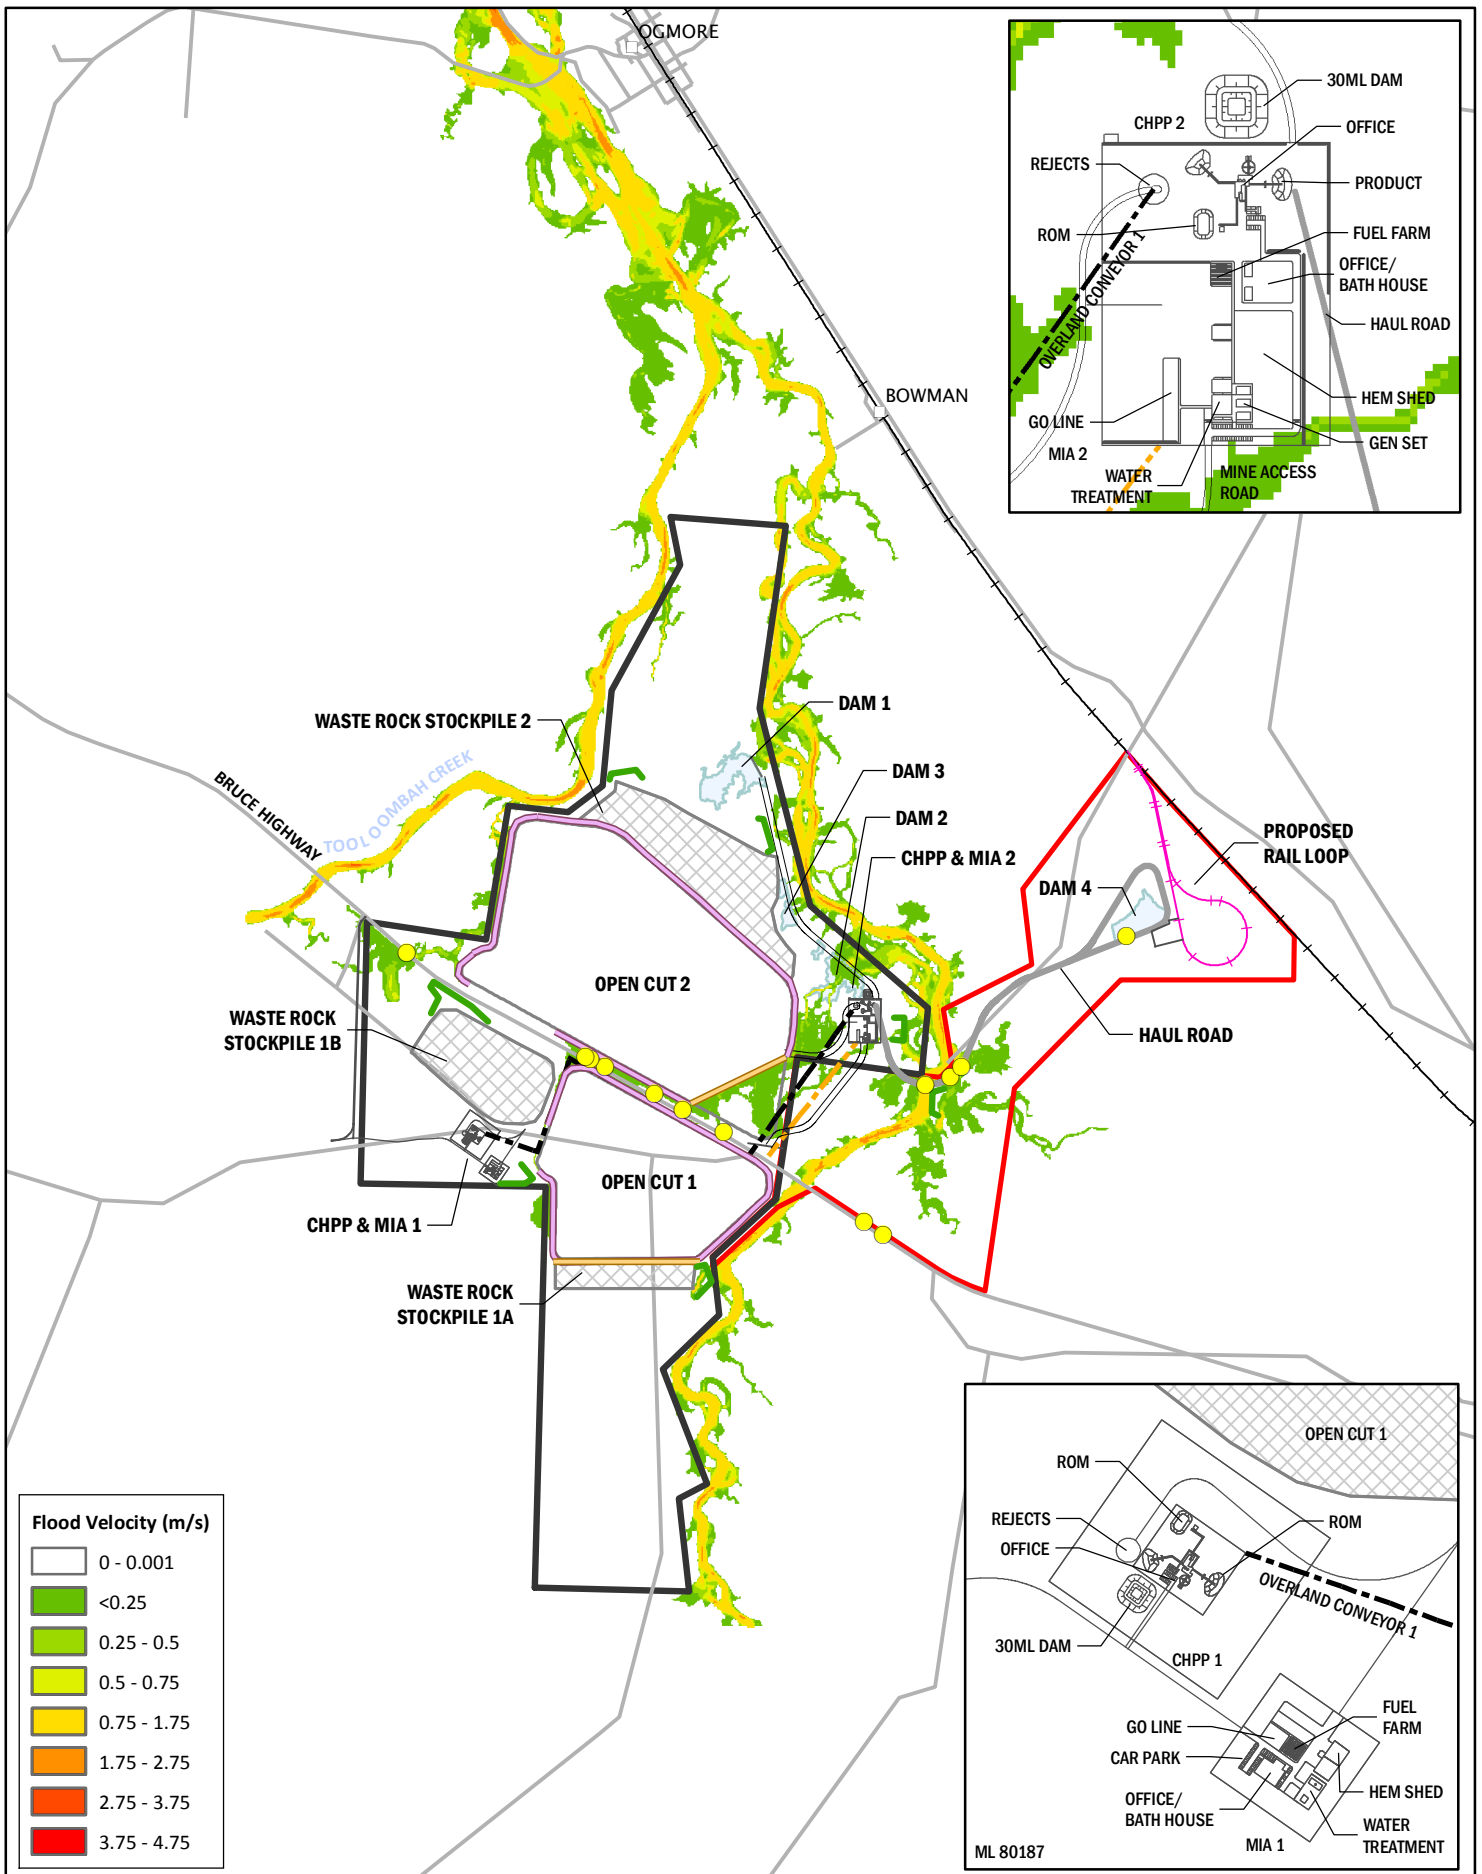 OGMORE
30ML DAM
CHPP 2
OFFICE
REJECTS
PRODUCT
ROM
FUEL FARM
OFFICE/
BATH HOUSE
OVERLAND CONVEYOR 1
HAUL ROAD
HEM SHED
GO LINE
GEN SET
MIA 2
WATER
TREATMENT
MINE ACCESS
ROAD
BOWMAN
DAM 1
WASTE ROCK STOCKPILE 2
TOOLOOMBAH CREEK
BRUCE HIGHWAY
DAM 3
DAM 2
CHPP & MIA 2
PROPOSED
RAIL LOOP
DAM 4
OPEN CUT 2
WASTE ROCK
STOCKPILE 1B
HAUL ROAD
OPEN CUT 1
CHPP & MIA 1
WASTE ROCK
STOCKPILE 1A
Flood Velocity (m/s)
0 - 0.001
<0.25
0.25 - 0.5
0.5 - 0.75
0.75 - 1.75
1.75 - 2.75
2.75 - 3.75
3.75 - 4.75
OPEN CUT 1
ROM
REJECTS
ROM
OFFICE
OVERLAND CONVEYOR 1
30ML DAM
CHPP 1
FUEL
FARM
GO LINE
CAR PARK
HEM SHED
OFFICE/
BATH HOUSE
WATER
TREATMENT
MIA 1
ML 80187